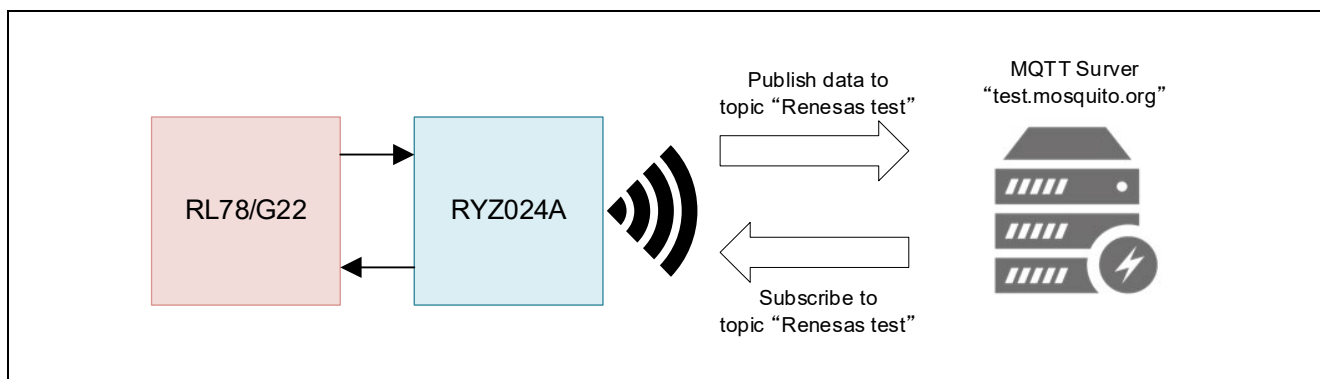 RL78/G22
RYZ024A
Publish data to
topic “Renesas test”
Subscribe to
topic “Renesas test”
MQTT Surver
“test.mosquito.org”